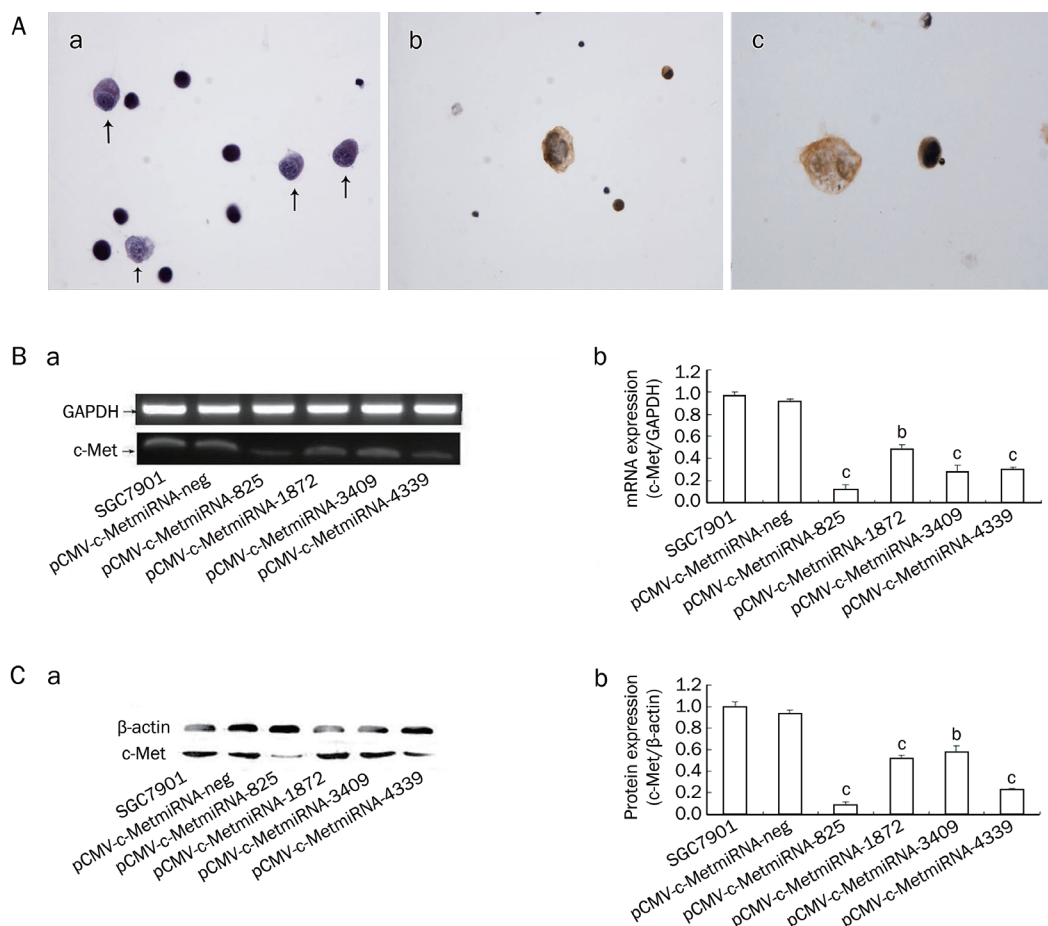 A
a
b
c
B a
GAPDH
c-Met
SGC7901
pCMV-c-MetmiRNA-neg
pCMV-c-MetmiRNA-825
pCMV-c-MetmiRNA-1872
pCMV-c-MetmiRNA-3409
pCMV-c-MetmiRNA-4339
b
mRNA expression
(c-Met/GAPDH)
1.2
1.0
0.8
0.6
0.4
0.2
0.0
c
b
c
c
SGC7901
pCMV-c-MetmiRNA-neg
pCMV-c-MetmiRNA-825
pCMV-c-MetmiRNA-1872
pCMV-c-MetmiRNA-3409
pCMV-c-MetmiRNA-4339
C a
β-actin
c-Met
SGC7901
pCMV-c-MetmiRNA-neg
pCMV-c-MetmiRNA-825
pCMV-c-MetmiRNA-1872
pCMV-c-MetmiRNA-3409
pCMV-c-MetmiRNA-4339
b
Protein expression
(c-Met/β-actin)
1.2
1.0
0.8
0.6
0.4
0.2
0.0
c
c
b
c
SGC7901
pCMV-c-MetmiRNA-neg
pCMV-c-MetmiRNA-825
pCMV-c-MetmiRNA-1872
pCMV-c-MetmiRNA-3409
pCMV-c-MetmiRNA-4339